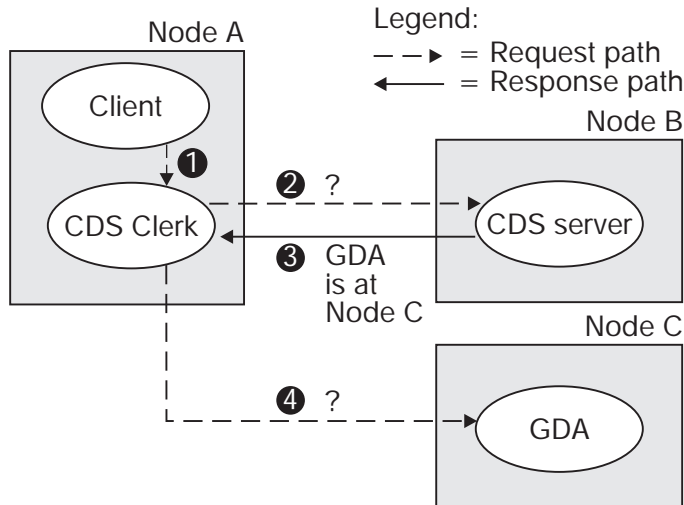 Legend:
= Request path
= Response path
Node A
Client
1
CDS Clerk
2 ?
3 GDA
is at
Node C
4 ?
Node B
CDS server
Node C
GDA